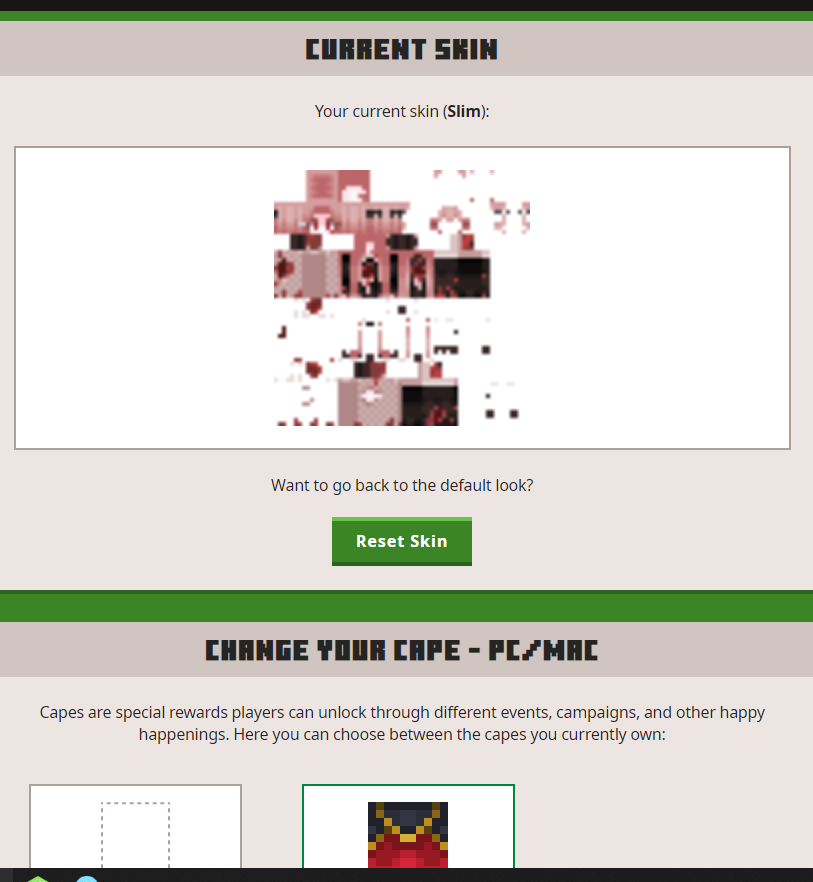 CURRENT SKIN
Your current skin (Slim):
Want to go back to the default look?
Reset Skin
CHANGE YOUR CAPE - PC/MAC
Capes are special rewards players can unlock through different events, campaigns, and other happy
happenings. Here you can choose between the capes you currently own: